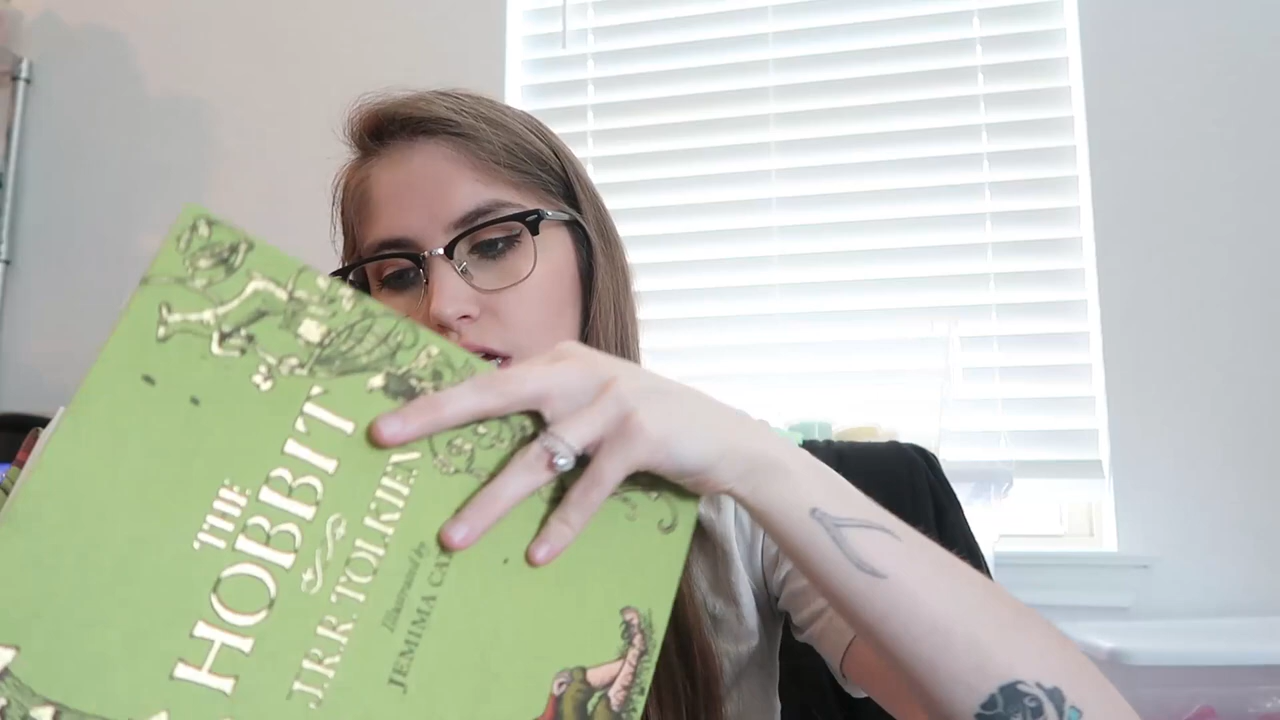 THE
HOBBIT
J.R.R. TOLKIEN
Illustrated by
JEMIMA